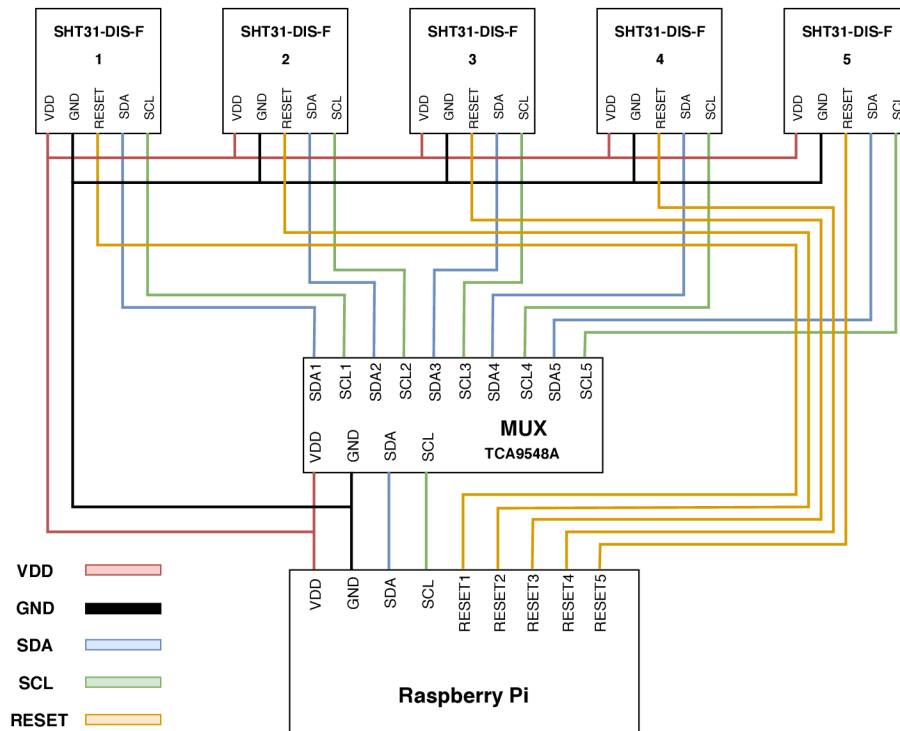 SHT31-DIS-F
1
VDD
GND
RESET
SDA
SCL
SHT31-DIS-F
2
VDD
GND
RESET
SDA
SCL
SHT31-DIS-F
3
VDD
GND
RESET
SDA
SCL
SHT31-DIS-F
4
VDD
GND
RESET
SDA
SCL
SHT31-DIS-F
5
VDD
GND
RESET
SDA
SCL
SDA1
SCL1
SDA2
SCL2
SDA3
SCL3
SDA4
SCL4
SDA5
SCL5
MUX
TCA9548A
VDD
GND
SDA
SCL
VDD
GND
SDA
SCL
RESET1
RESET2
RESET3
RESET4
RESET5
Raspberry Pi
VDD
GND
SDA
SCL
RESET